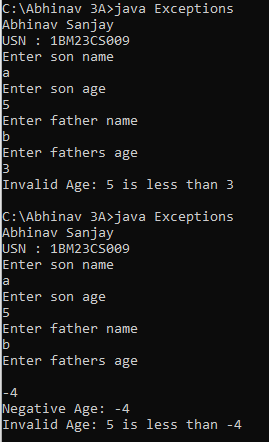 C:\Abhinav 3A>java Exceptions
Abhinav Sanjay
USN : 1BM23CS009
Enter son name
a
Enter son age
5
Enter father name
b
Enter fathers age
3
Invalid Age: 5 is less than 3
C:\Abhinav 3A>java Exceptions
Abhinav Sanjay
USN : 1BM23CS009
Enter son name
a
Enter son age
5
Enter father name
b
Enter fathers age
-4
Negative Age: -4
Invalid Age: 5 is less than -4